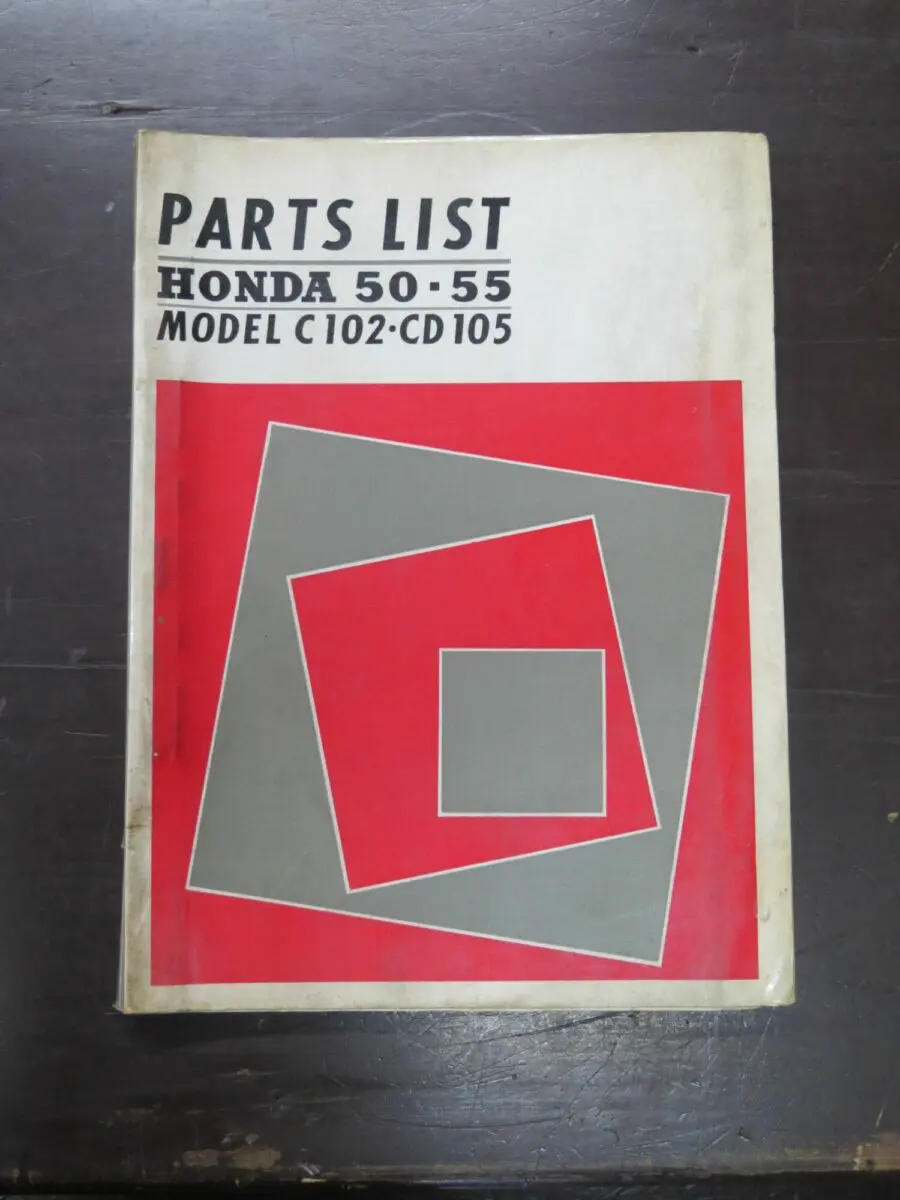 PARTS LIST
HONDA 50·55
MODEL C102·CD105